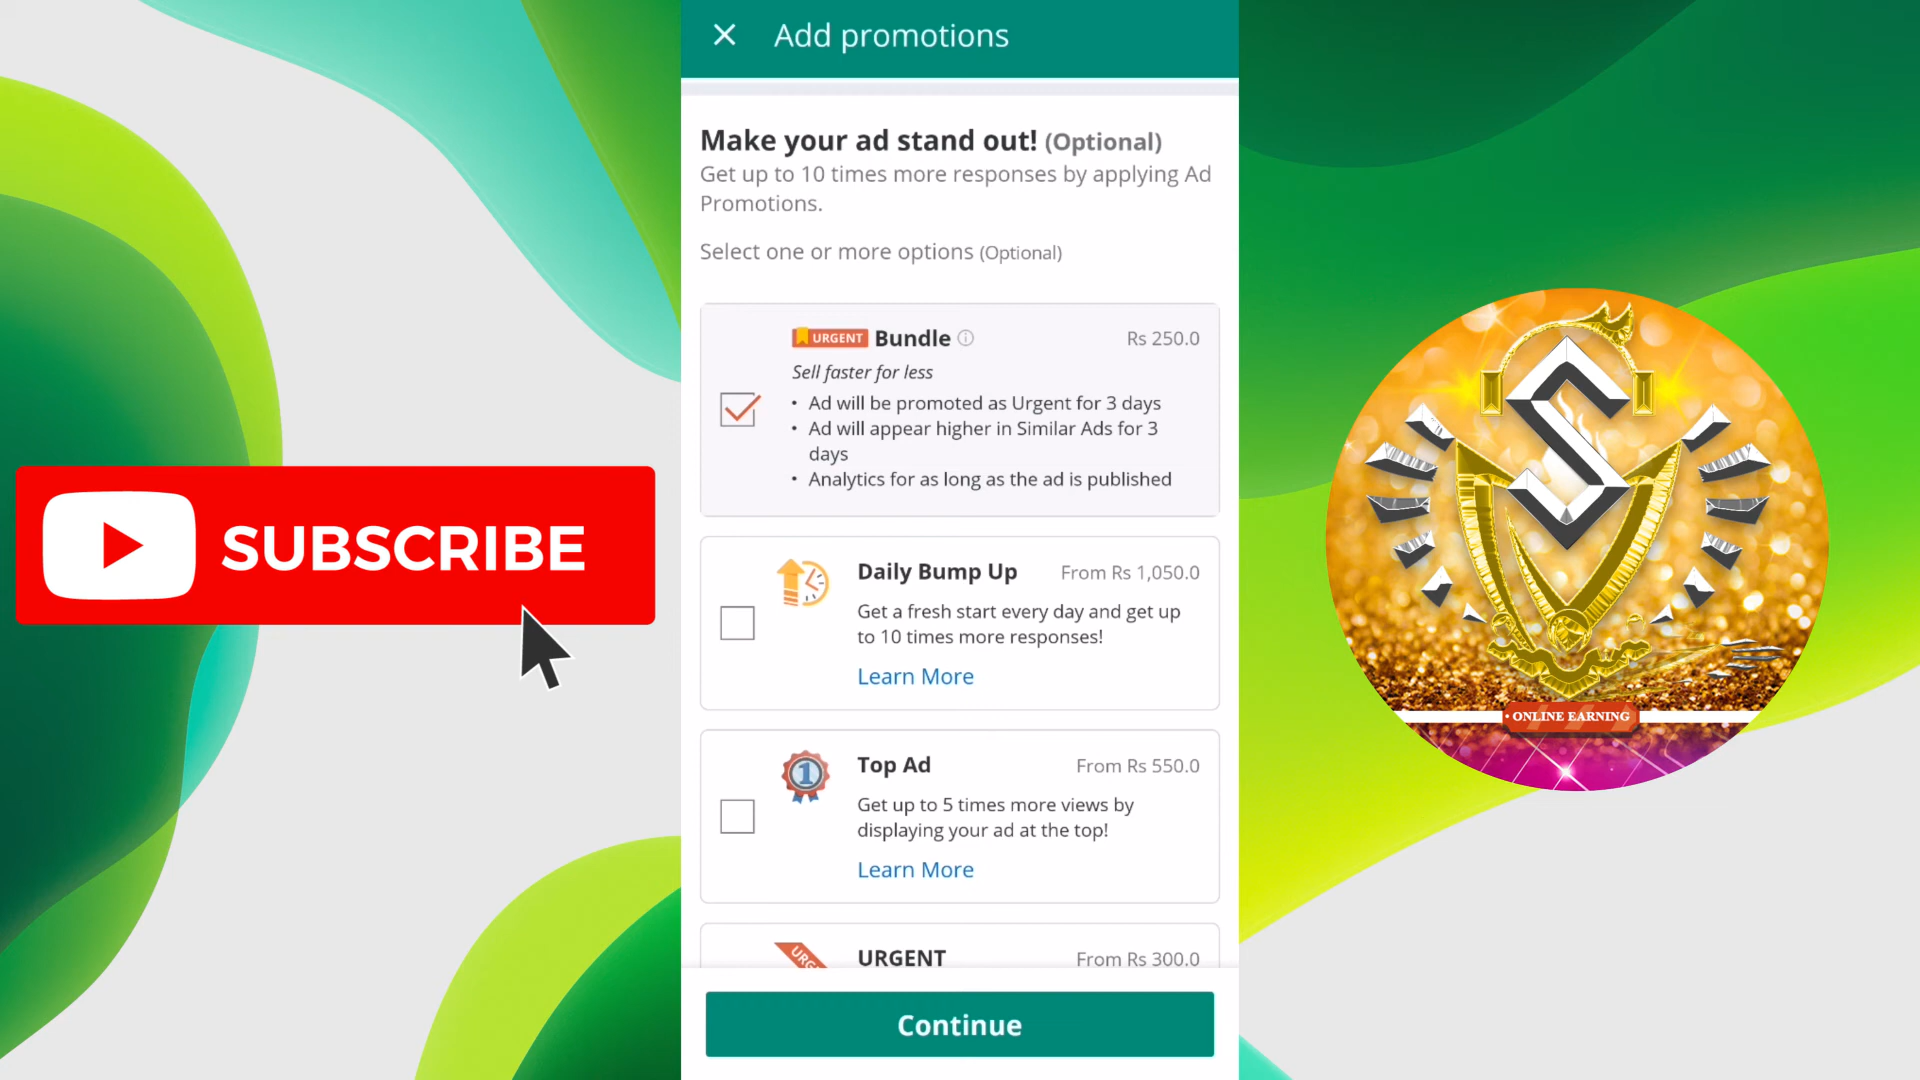 Add promotions
Make your ad stand out! (Optional)
Get up to 10 times more responses by applying Ad
Promotions.
Select one or more options (Optional)
URGENT Bundle Rs 250.0
Sell faster for less
• Ad will be promoted as Urgent for 3 days
• Ad will appear higher in Similar Ads for 3
days
• Analytics for as long as the ad is published
Daily Bump Up From Rs 1,050.0
Get a fresh start every day and get up
to 10 times more responses!
Learn More
1
Top Ad From Rs 550.0
Get up to 5 times more views by
displaying your ad at the top!
Learn More
URG
URGENT From Rs 300.0
Continue
SUBSCRIBE
S
• ONLINE EARNING